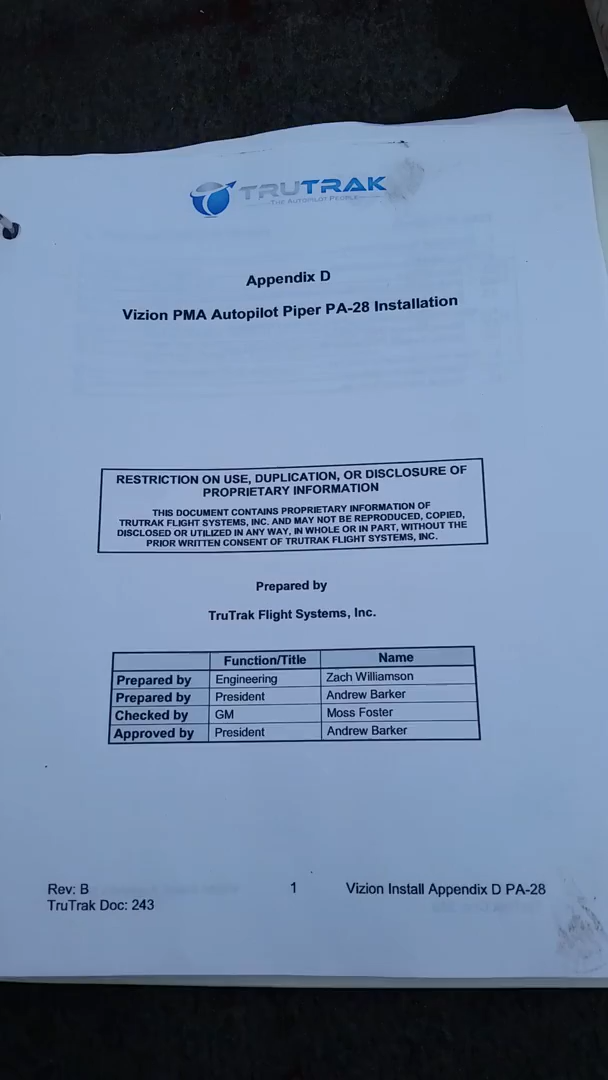 TRUTRAK
THE AUTOPILOT PEOPLE
Appendix D
Vizion PMA Autopilot Piper PA-28 Installation
RESTRICTION ON USE, DUPLICATION, OR DISCLOSURE OF
PROPRIETARY INFORMATION
THIS DOCUMENT CONTAINS PROPRIETARY INFORMATION OF
TRUTRAK FLIGHT SYSTEMS, INC. AND MAY NOT BE REPRODUCED, COPIED,
DISCLOSED OR UTILIZED IN ANY WAY, IN WHOLE OR IN PART, WITHOUT THE
PRIOR WRITTEN CONSENT OF TRUTRAK FLIGHT SYSTEMS, INC.
Prepared by
TruTrak Flight Systems, Inc.
Function/Title Name
Prepared by Engineering Zach Williamson
Prepared by President Andrew Barker
Checked by GM Moss Foster
Approved by President Andrew Barker
Rev: B 1 Vizion Install Appendix D PA-28
TruTrak Doc: 243